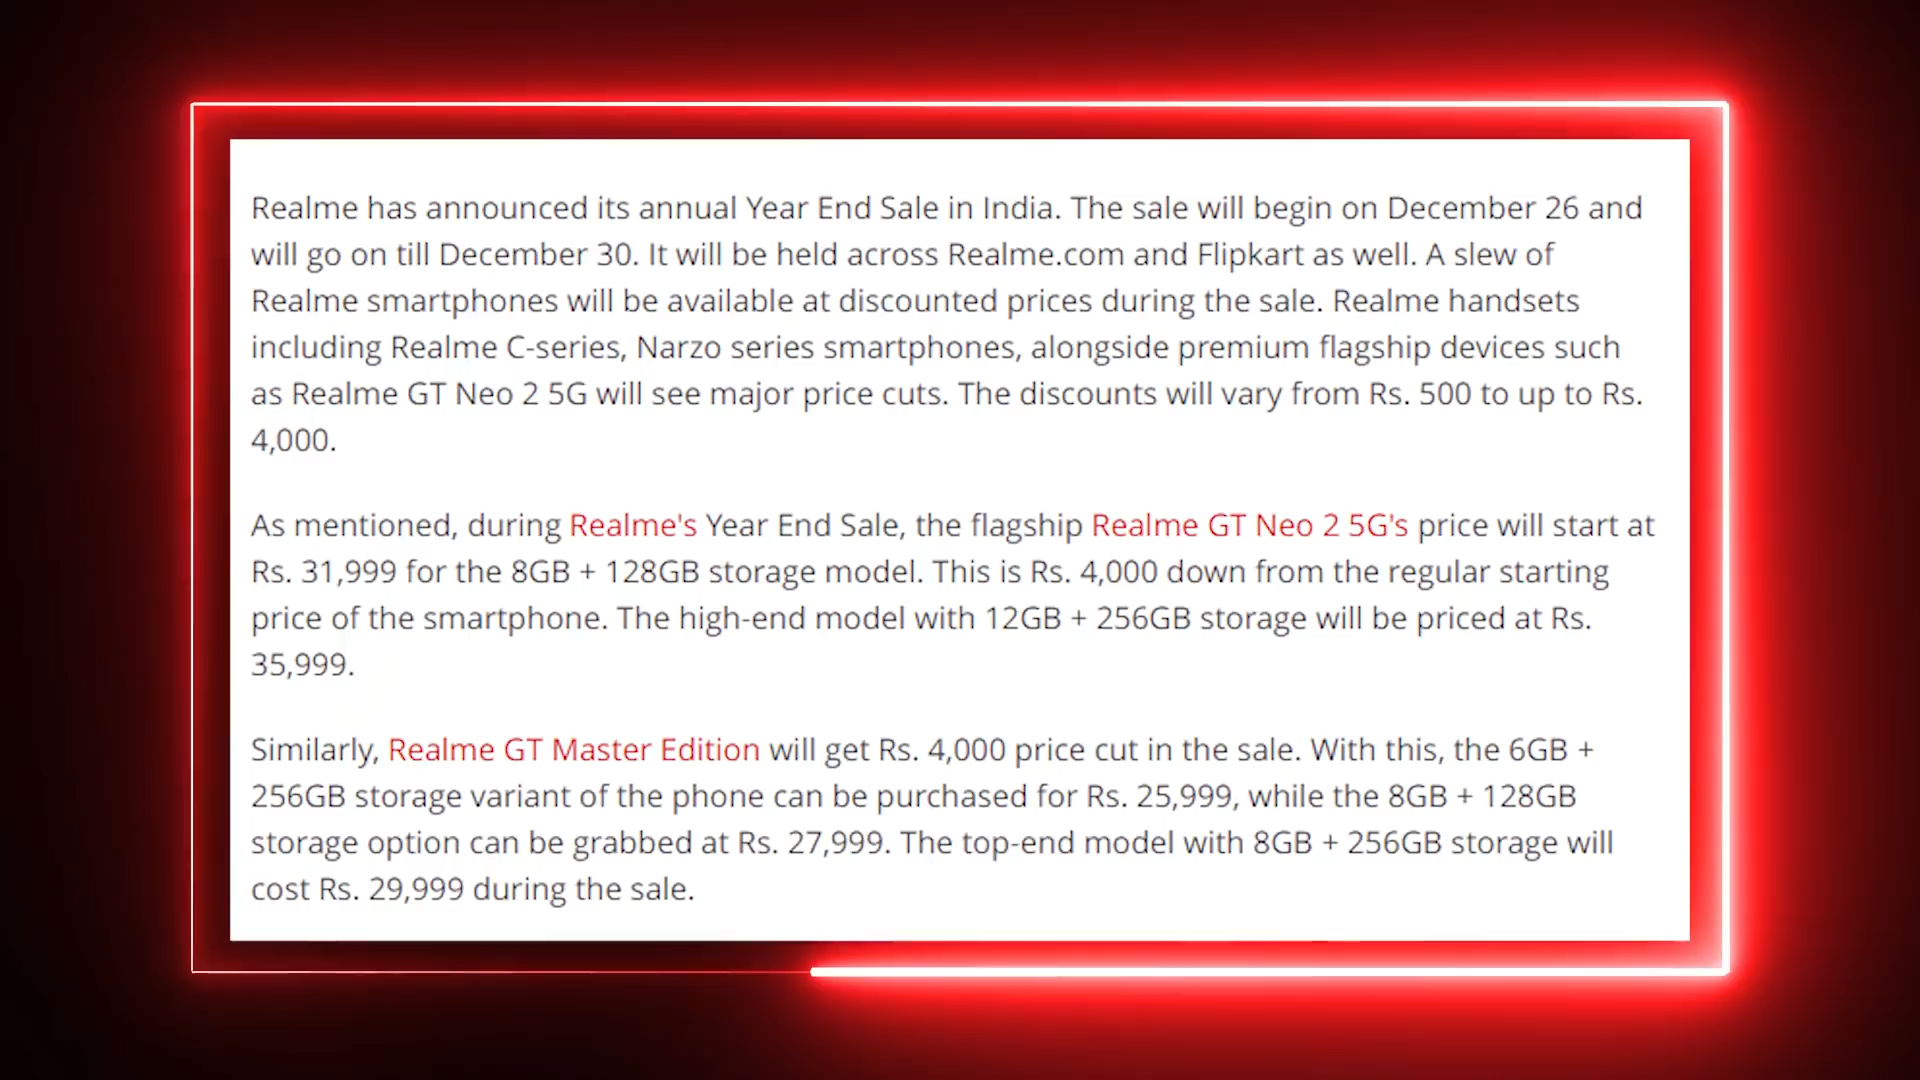 Realme has announced its annual Year End Sale in India. The sale will begin on December 26 and
will go on till December 30. It will be held across Realme.com and Flipkart as well. A slew of
Realme smartphones will be available at discounted prices during the sale. Realme handsets
including Realme C-series, Narzo series smartphones, alongside premium flagship devices such
as Realme GT Neo 2 5G will see major price cuts. The discounts will vary from Rs. 500 to up to Rs.
4,000.
As mentioned, during Realme's Year End Sale, the flagship Realme GT Neo 2 5G's price will start at
Rs. 31,999 for the 8GB + 128GB storage model. This is Rs. 4,000 down from the regular starting
price of the smartphone. The high-end model with 12GB + 256GB storage will be priced at Rs.
35,999.
Similarly, Realme GT Master Edition will get Rs. 4,000 price cut in the sale. With this, the 6GB +
256GB storage variant of the phone can be purchased for Rs. 25,999, while the 8GB + 128GB
storage option can be grabbed at Rs. 27,999. The top-end model with 8GB + 256GB storage will
cost Rs. 29,999 during the sale.